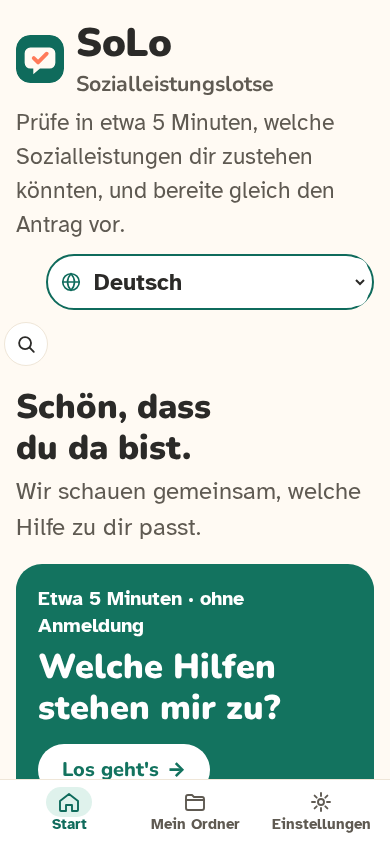 SoLo
Sozialleistungslotse
Prüfe in etwa 5 Minuten, welche
Sozialleistungen dir zustehen
könnten, und bereite gleich den
Antrag vor.
Deutsch
Schön, dass
du da bist.
Wir schauen gemeinsam, welche
Hilfe zu dir passt.
Etwa 5 Minuten · ohne
Anmeldung
Welche Hilfen
stehen mir zu?
Los geht's →
Start
Mein Ordner
Einstellungen